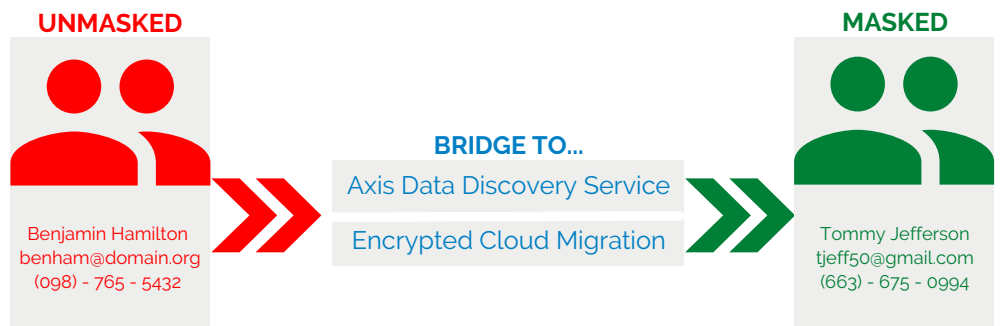 UNMASKED
Benjamin Hamilton
benham@domain.org
(098) - 765 - 5432
BRIDGE TO...
Axis Data Discovery Service
Encrypted Cloud Migration
MASKED
Tommy Jefferson
tjeff50@gmail.com
(663) - 675 - 0994